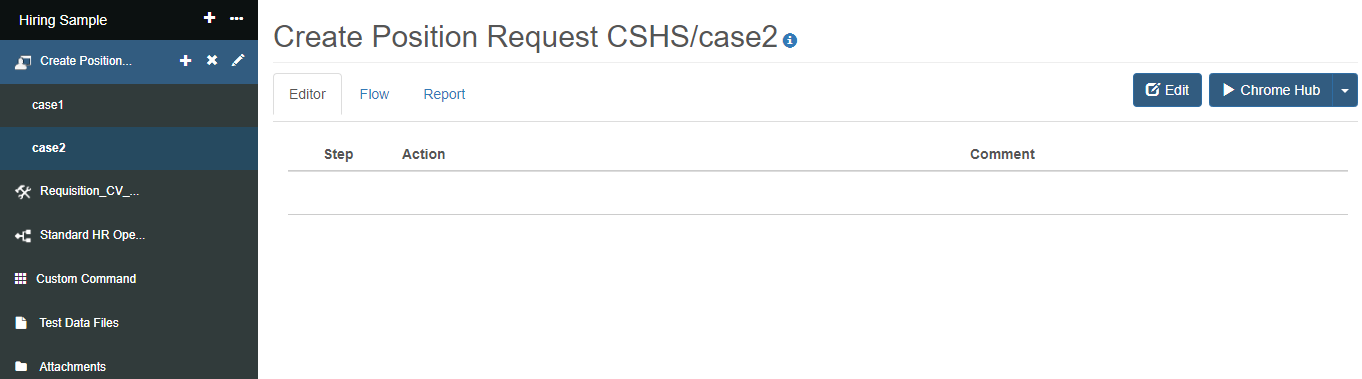 Hiring Sample
Create Position...
case1
case2
Requisition_CV_...
Standard HR Ope...
Custom Command
Test Data Files
Attachments
Create Position Request CSHS/case2
Editor Flow Report
Edit Chrome Hub
Step Action Comment